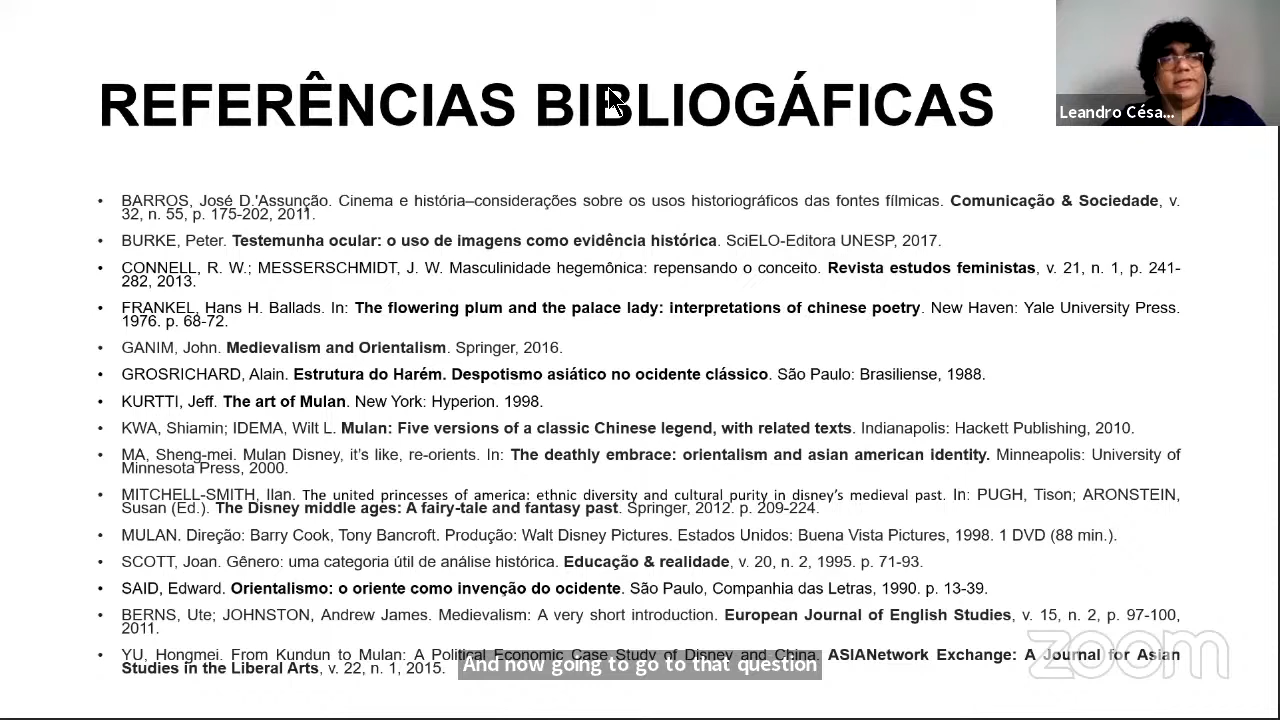 REFERÊNCIAS BIBLIOGÁFICAS
Leandro Césa...
• BARROS, José D.'Assunção. Cinema e história–considerações sobre os usos historiográficos das fontes fílmicas. Comunicação & Sociedade, v.
32, n. 55, p. 175-202, 2011.
• BURKE, Peter. Testemunha ocular: o uso de imagens como evidência histórica. SciELO-Editora UNESP, 2017.
• CONNELL, R. W.; MESSERSCHMIDT, J. W. Masculinidade hegemônica: repensando o conceito. Revista estudos feministas, v. 21, n. 1, p. 241-
282, 2013.
• FRANKEL, Hans H. Ballads. In: The flowering plum and the palace lady: interpretations of chinese poetry. New Haven: Yale University Press.
1976. p. 68-72.
• GANIM, John. Medievalism and Orientalism. Springer, 2016.
• GROSRICHARD, Alain. Estrutura do Harém. Despotismo asiático no ocidente clássico. São Paulo: Brasiliense, 1988.
• KURTTI, Jeff. The art of Mulan. New York: Hyperion. 1998.
• KWA, Shiamin; IDEMA, Wilt L. Mulan: Five versions of a classic Chinese legend, with related texts. Indianapolis: Hackett Publishing, 2010.
• MA, Sheng-mei. Mulan Disney, it's like, re-orients. In: The deathly embrace: orientalism and asian american identity. Minneapolis: University of
Minnesota Press, 2000.
• MITCHELL-SMITH, Ilan. The united princesses of america: ethnic diversity and cultural purity in disney's medieval past. In: PUGH, Tison; ARONSTEIN,
Susan (Ed.). The Disney middle ages: A fairy-tale and fantasy past. Springer, 2012. p. 209-224.
• MULAN. Direção: Barry Cook, Tony Bancroft. Produção: Walt Disney Pictures. Estados Unidos: Buena Vista Pictures, 1998. 1 DVD (88 min.).
• SCOTT, Joan. Gênero: uma categoria útil de análise histórica. Educação & realidade, v. 20, n. 2, 1995. p. 71-93.
• SAID, Edward. Orientalismo: o oriente como invenção do ocidente. São Paulo, Companhia das Letras, 1990. p. 13-39.
• BERNS, Ute; JOHNSTON, Andrew James. Medievalism: A very short introduction. European Journal of English Studies, v. 15, n. 2, p. 97-100,
2011.
• YU, Hongmei. From Kundun to Mulan: A Political Economic Case Study of Disney and China. ASIANetwork Exchange: A Journal for Asian
Studies in the Liberal Arts, v. 22, n. 1, 2015.
And now going to go to that question
zoom